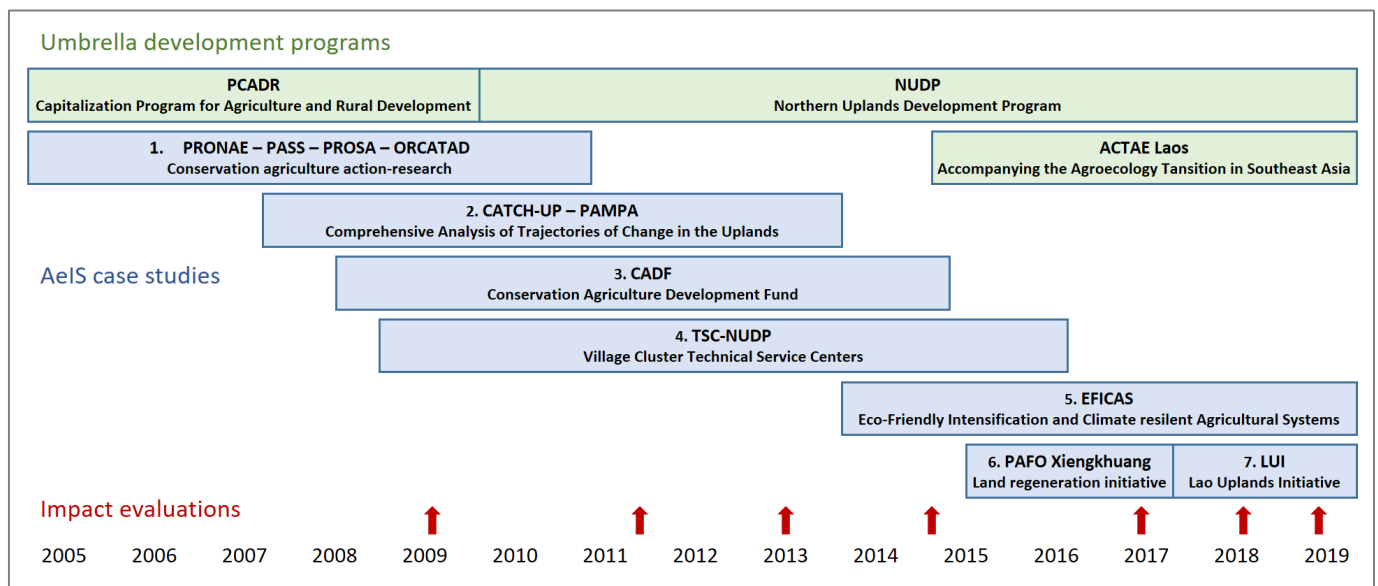 Umbrella development programs
PCADR
Capitalization Program for Agriculture and Rural Development
NUDP
Northern Uplands Development Program
1. PRONAE – PASS – PROSA – ORCATAD
Conservation agriculture action-research
ACTAE Laos
Accompanying the Agroecology Tansition in Southeast Asia
2. CATCH-UP – PAMPA
Comprehensive Analysis of Trajectories of Change in the Uplands
AeIS case studies
3. CADF
Conservation Agriculture Development Fund
4. TSC-NUDP
Village Cluster Technical Service Centers
5. EFICAS
Eco-Friendly Intensification and Climate resilent Agricultural Systems
6. PAFO Xiengkhuang
Land regeneration initiative
7. LUI
Lao Uplands Initiative
Impact evaluations
2005 2006 2007 2008 2009 2010 2011 2012 2013 2014 2015 2016 2017 2018 2019